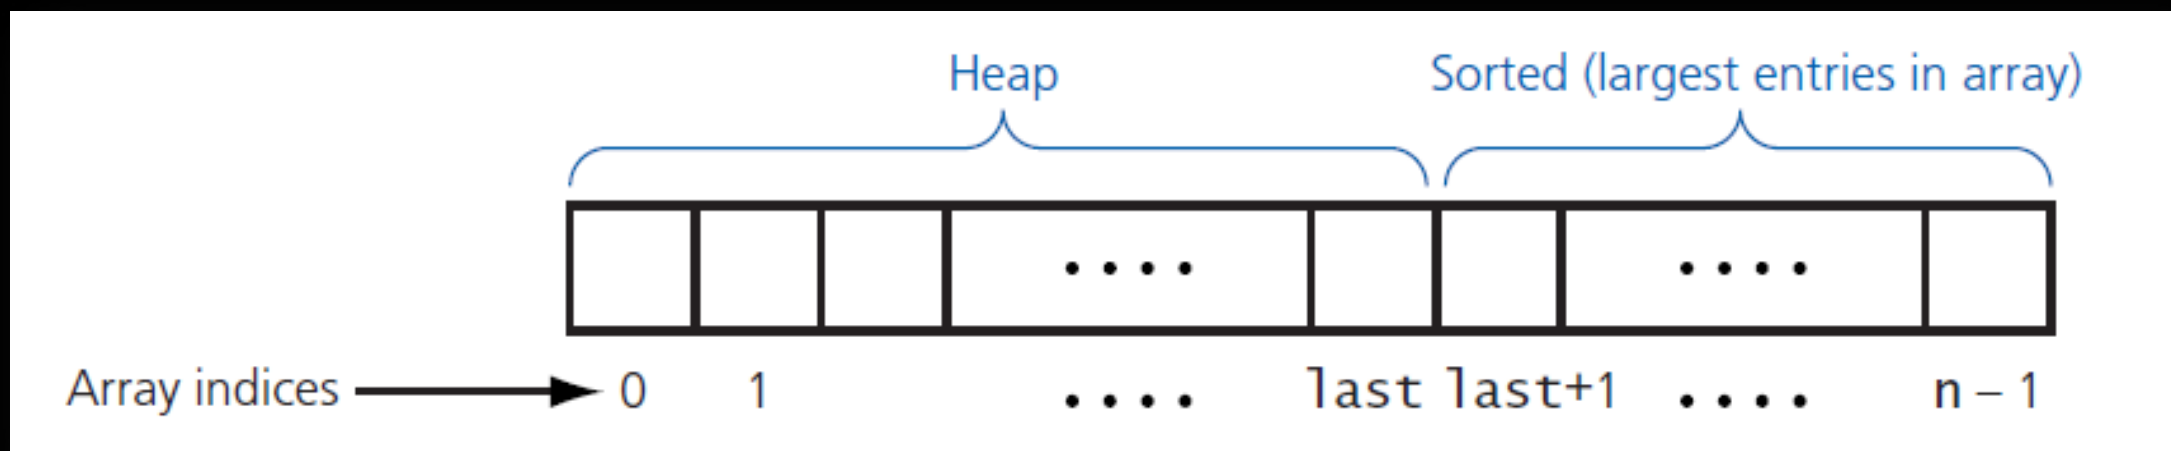 Heap Sorted (largest entries in array)
.... ....
Array indices 0 1 .... last last+1 .... n – 1